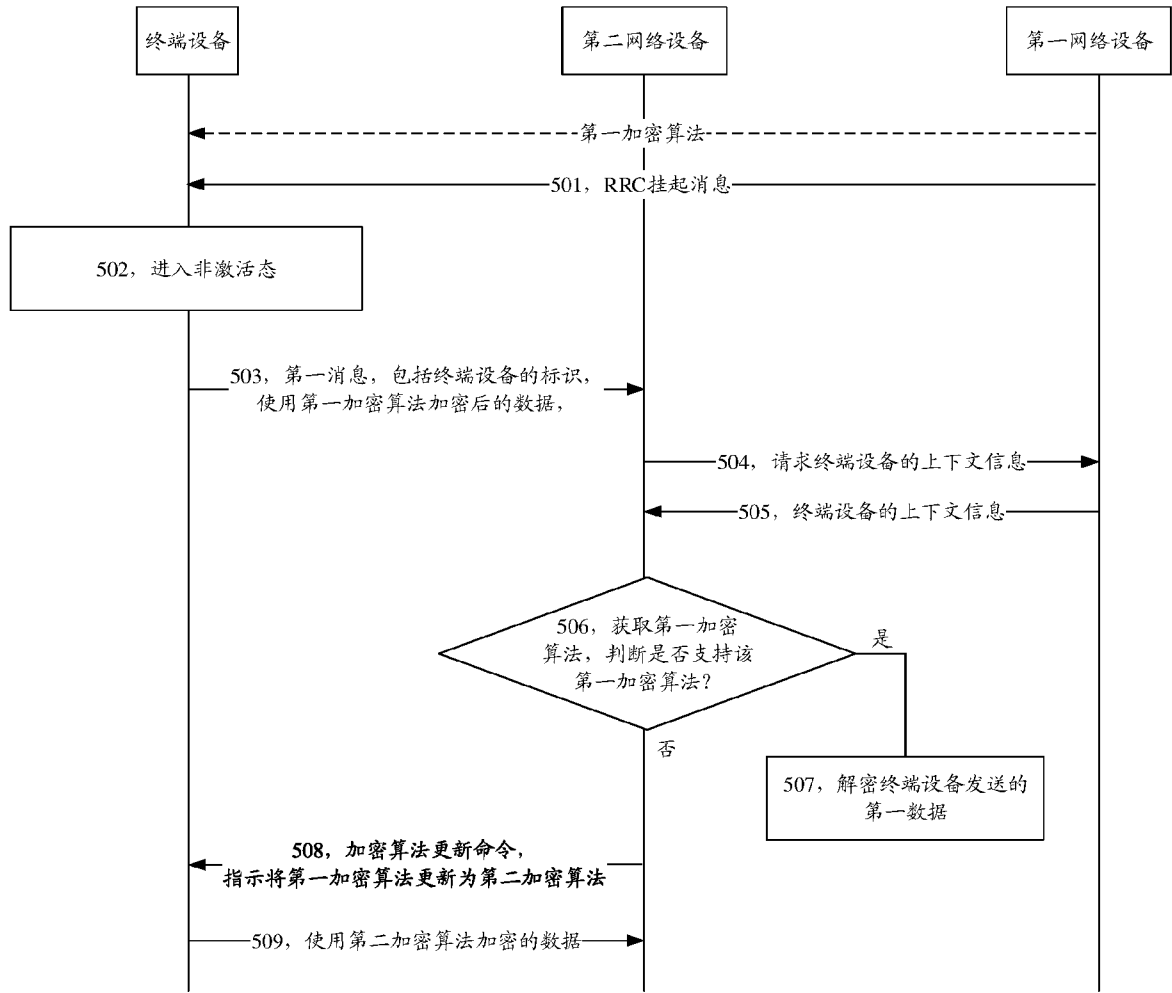 终端设备
第二网络设备
第一网络设备
第一加密算法
501，RRC挂起消息
502，进入非激活态
503，第一消息，包括终端设备的标识，
使用第一加密算法加密后的数据，
504，请求终端设备的上下文信息
505，终端设备的上下文信息
506，获取第一加密
算法，判断是否支持该
第一加密算法？
是
否
507，解密终端设备发送的
第一数据
508，加密算法更新命令，
指示将第一加密算法更新为第二加密算法
509，使用第二加密算法加密的数据